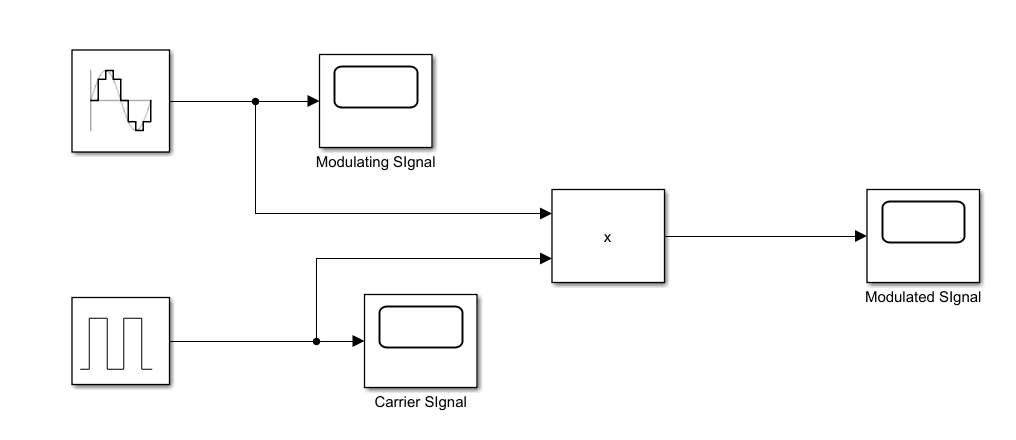 Modulating SIgnal
x
Modulated SIgnal
Carrier SIgnal